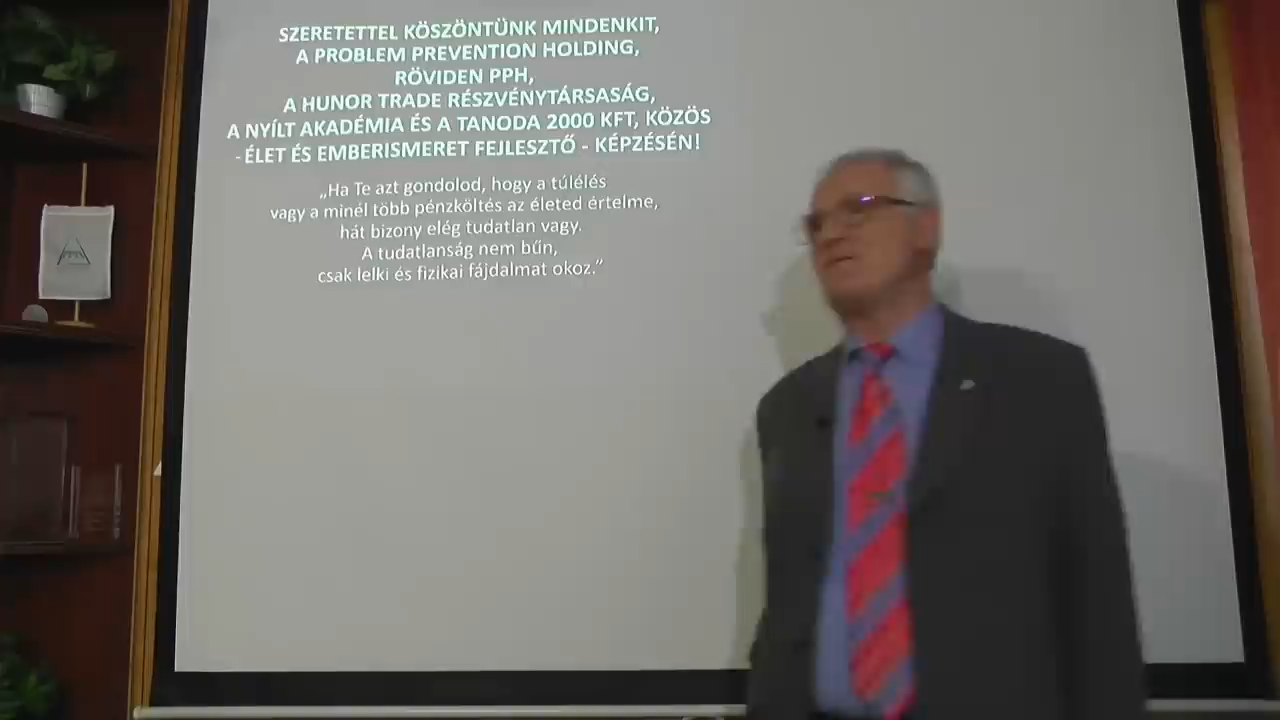 SZERETETTEL KÖSZÖNTÜNK MINDENKIT,
A PROBLEM PREVENTION HOLDING,
RÖVIDEN PPH,
A HUNOR TRADE RÉSZVÉNYTÁRSASÁG,
A NYÍLT AKADÉMIA ÉS A TANODA 2000 KFT, KÖZÖS
- ÉLET ÉS EMBERISMERET FEJLESZTŐ - KÉPZÉSÉN!
„Ha Te azt gondolod, hogy a túlélés
vagy a minél több pénzköltés az életed értelme,
hát bizony elég tudatlan vagy.
A tudatlanság nem bűn,
csak lelki és fizikai fájdalmat okoz.”